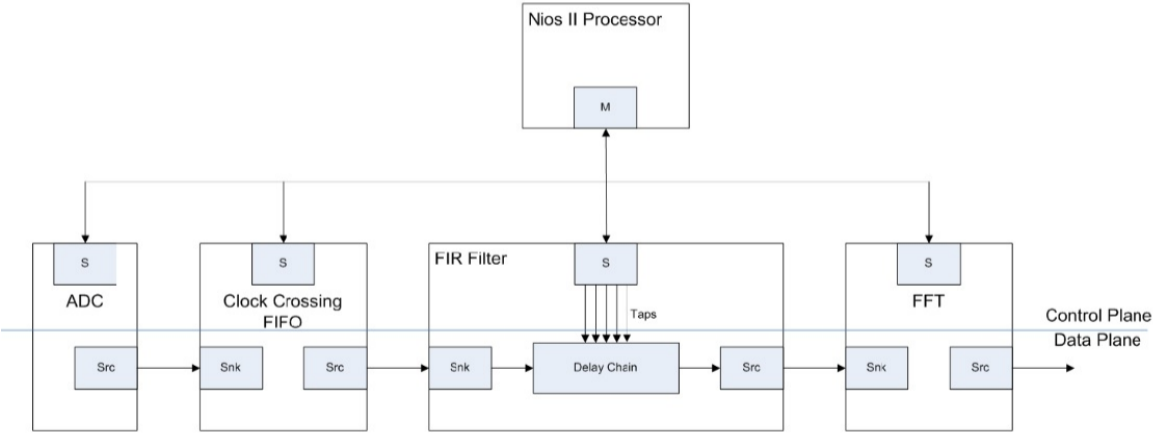 Nios II Processor
M
S
ADC
S
Clock Crossing
FIFO
FIR Filter
S
Taps
S
FFT
Control Plane
Data Plane
Src
Snk
Src
Snk
Delay Chain
Src
Snk
Src